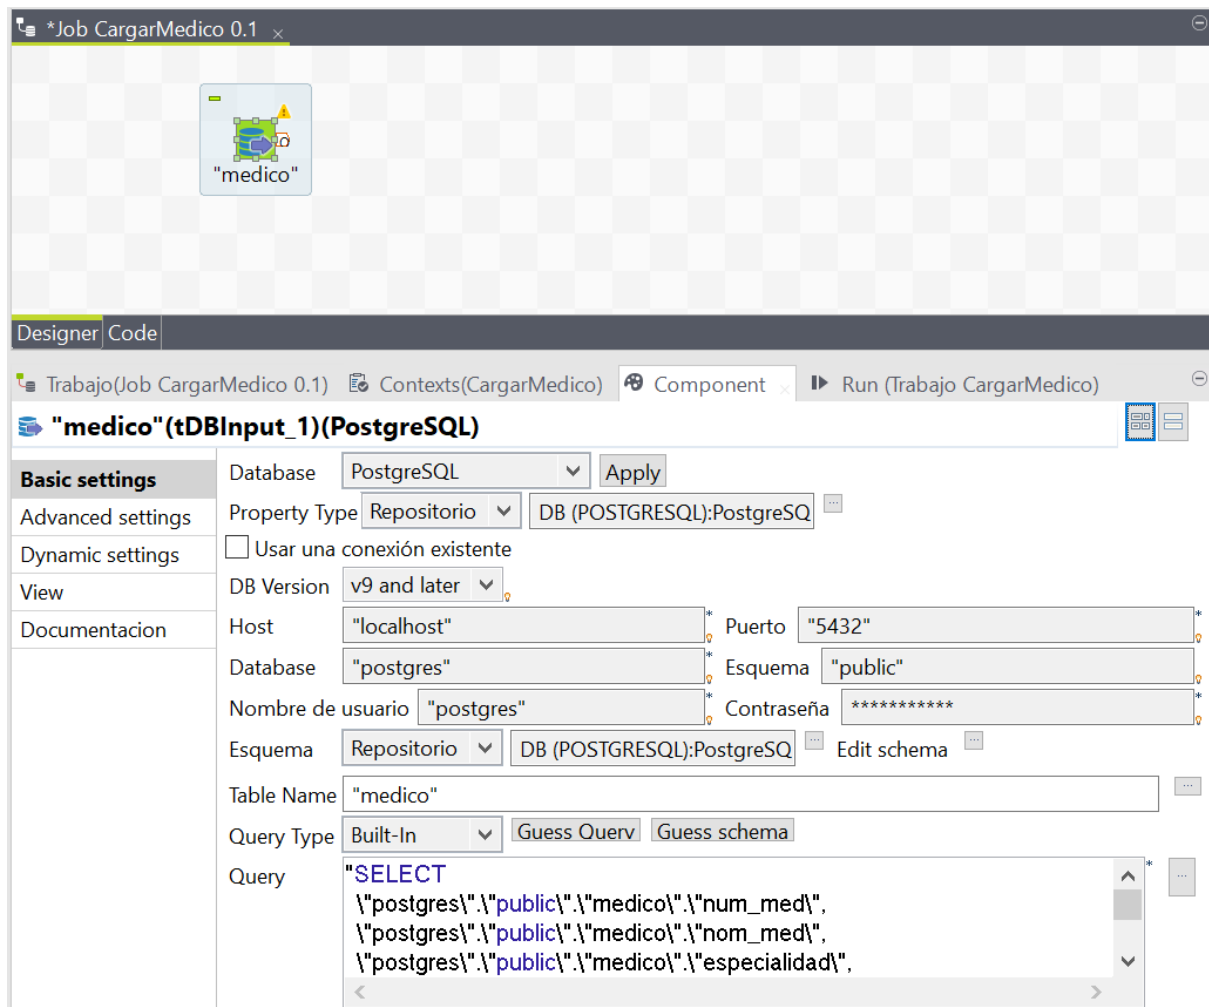 *Job CargarMedico 0.1
"medico"
Designer Code
Trabajo(Job CargarMedico 0.1) Contexts(CargarMedico) Component Run (Trabajo CargarMedico)
"medico"(tDBInput_1)(PostgreSQL)
Basic settings
Advanced settings
Dynamic settings
View
Documentacion
Database PostgreSQL Apply
Property Type Repositorio DB (POSTGRESQL):PostgreSQ ...
Usar una conexión existente
DB Version v9 and later
Host "localhost" * Puerto "5432" *
Database "postgres" * Esquema "public"
Nombre de usuario "postgres" * Contraseña *********** *
Esquema Repositorio DB (POSTGRESQL):PostgreSQ ... Edit schema ...
Table Name "medico" ...
Query Type Built-In Guess Query Guess schema
Query "SELECT * ...
\"postgres\".\"public\".\"medico\".\"num_med\",
\"postgres\".\"public\".\"medico\".\"nom_med\",
\"postgres\".\"public\".\"medico\".\"especialidad\",